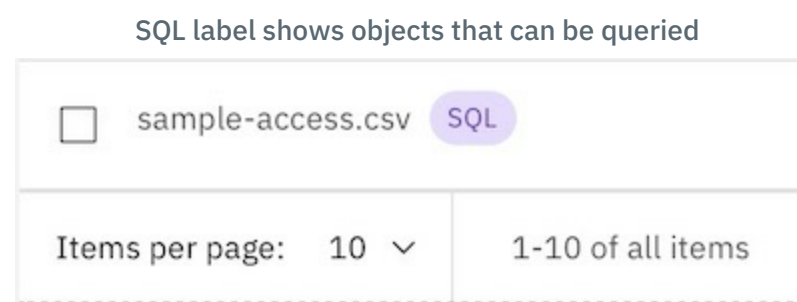 SQL label shows objects that can be queried
sample-access.csv SQL
Items per page: 10 1-10 of all items